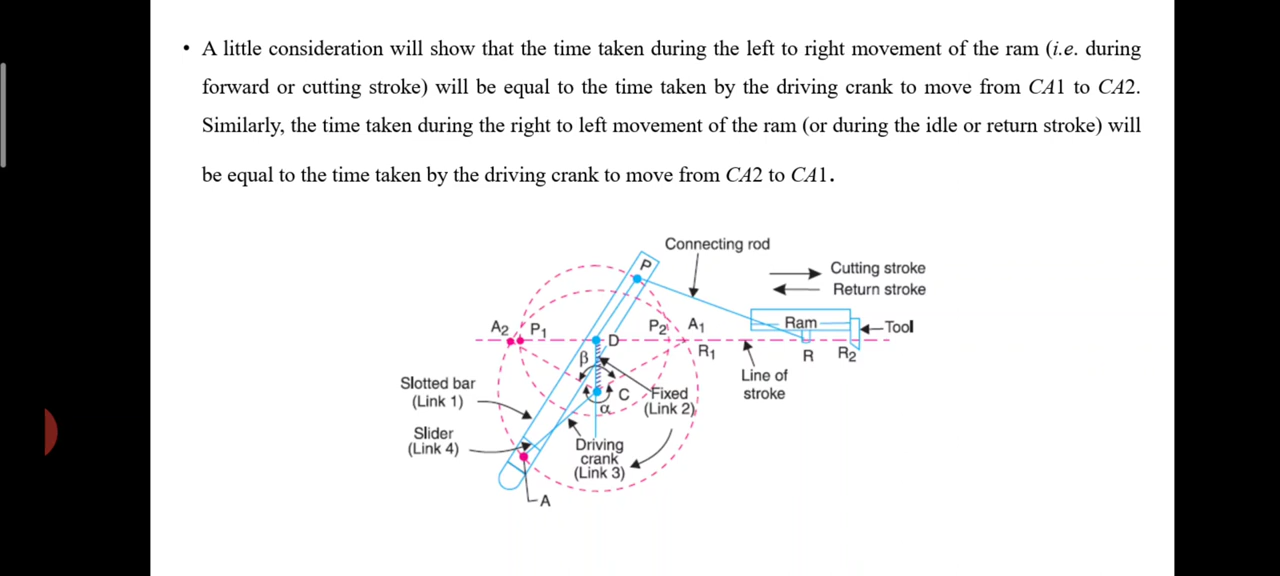 • A little consideration will show that the time taken during the left to right movement of the ram (i.e. during
forward or cutting stroke) will be equal to the time taken by the driving crank to move from CA1 to CA2.
Similarly, the time taken during the right to left movement of the ram (or during the idle or return stroke) will
be equal to the time taken by the driving crank to move from CA2 to CA1.
Connecting rod
P
Cutting stroke
Return stroke
A2 P1
P2 A1
Ram
Tool
D
β
R1
R R2
Line of
stroke
Slotted bar
(Link 1)
C
Fixed
(Link 2)
α
Slider
(Link 4)
Driving
crank
(Link 3)
A